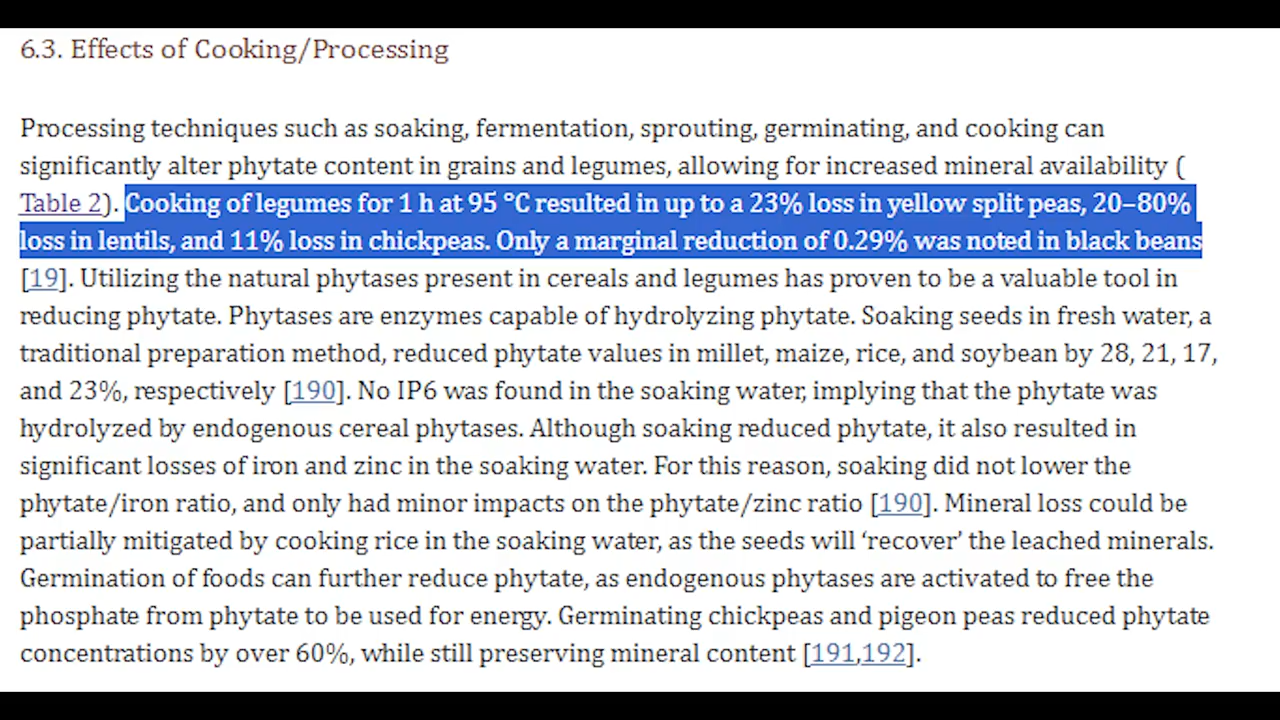 6.3. Effects of Cooking/Processing
Processing techniques such as soaking, fermentation, sprouting, germinating, and cooking can
significantly alter phytate content in grains and legumes, allowing for increased mineral availability (
Table 2). Cooking of legumes for 1 h at 95 °C resulted in up to a 23% loss in yellow split peas, 20–80%
loss in lentils, and 11% loss in chickpeas. Only a marginal reduction of 0.29% was noted in black beans
[19]. Utilizing the natural phytases present in cereals and legumes has proven to be a valuable tool in
reducing phytate. Phytases are enzymes capable of hydrolyzing phytate. Soaking seeds in fresh water, a
traditional preparation method, reduced phytate values in millet, maize, rice, and soybean by 28, 21, 17,
and 23%, respectively [190]. No IP6 was found in the soaking water, implying that the phytate was
hydrolyzed by endogenous cereal phytases. Although soaking reduced phytate, it also resulted in
significant losses of iron and zinc in the soaking water. For this reason, soaking did not lower the
phytate/iron ratio, and only had minor impacts on the phytate/zinc ratio [190]. Mineral loss could be
partially mitigated by cooking rice in the soaking water, as the seeds will ‘recover’ the leached minerals.
Germination of foods can further reduce phytate, as endogenous phytases are activated to free the
phosphate from phytate to be used for energy. Germinating chickpeas and pigeon peas reduced phytate
concentrations by over 60%, while still preserving mineral content [191,192].